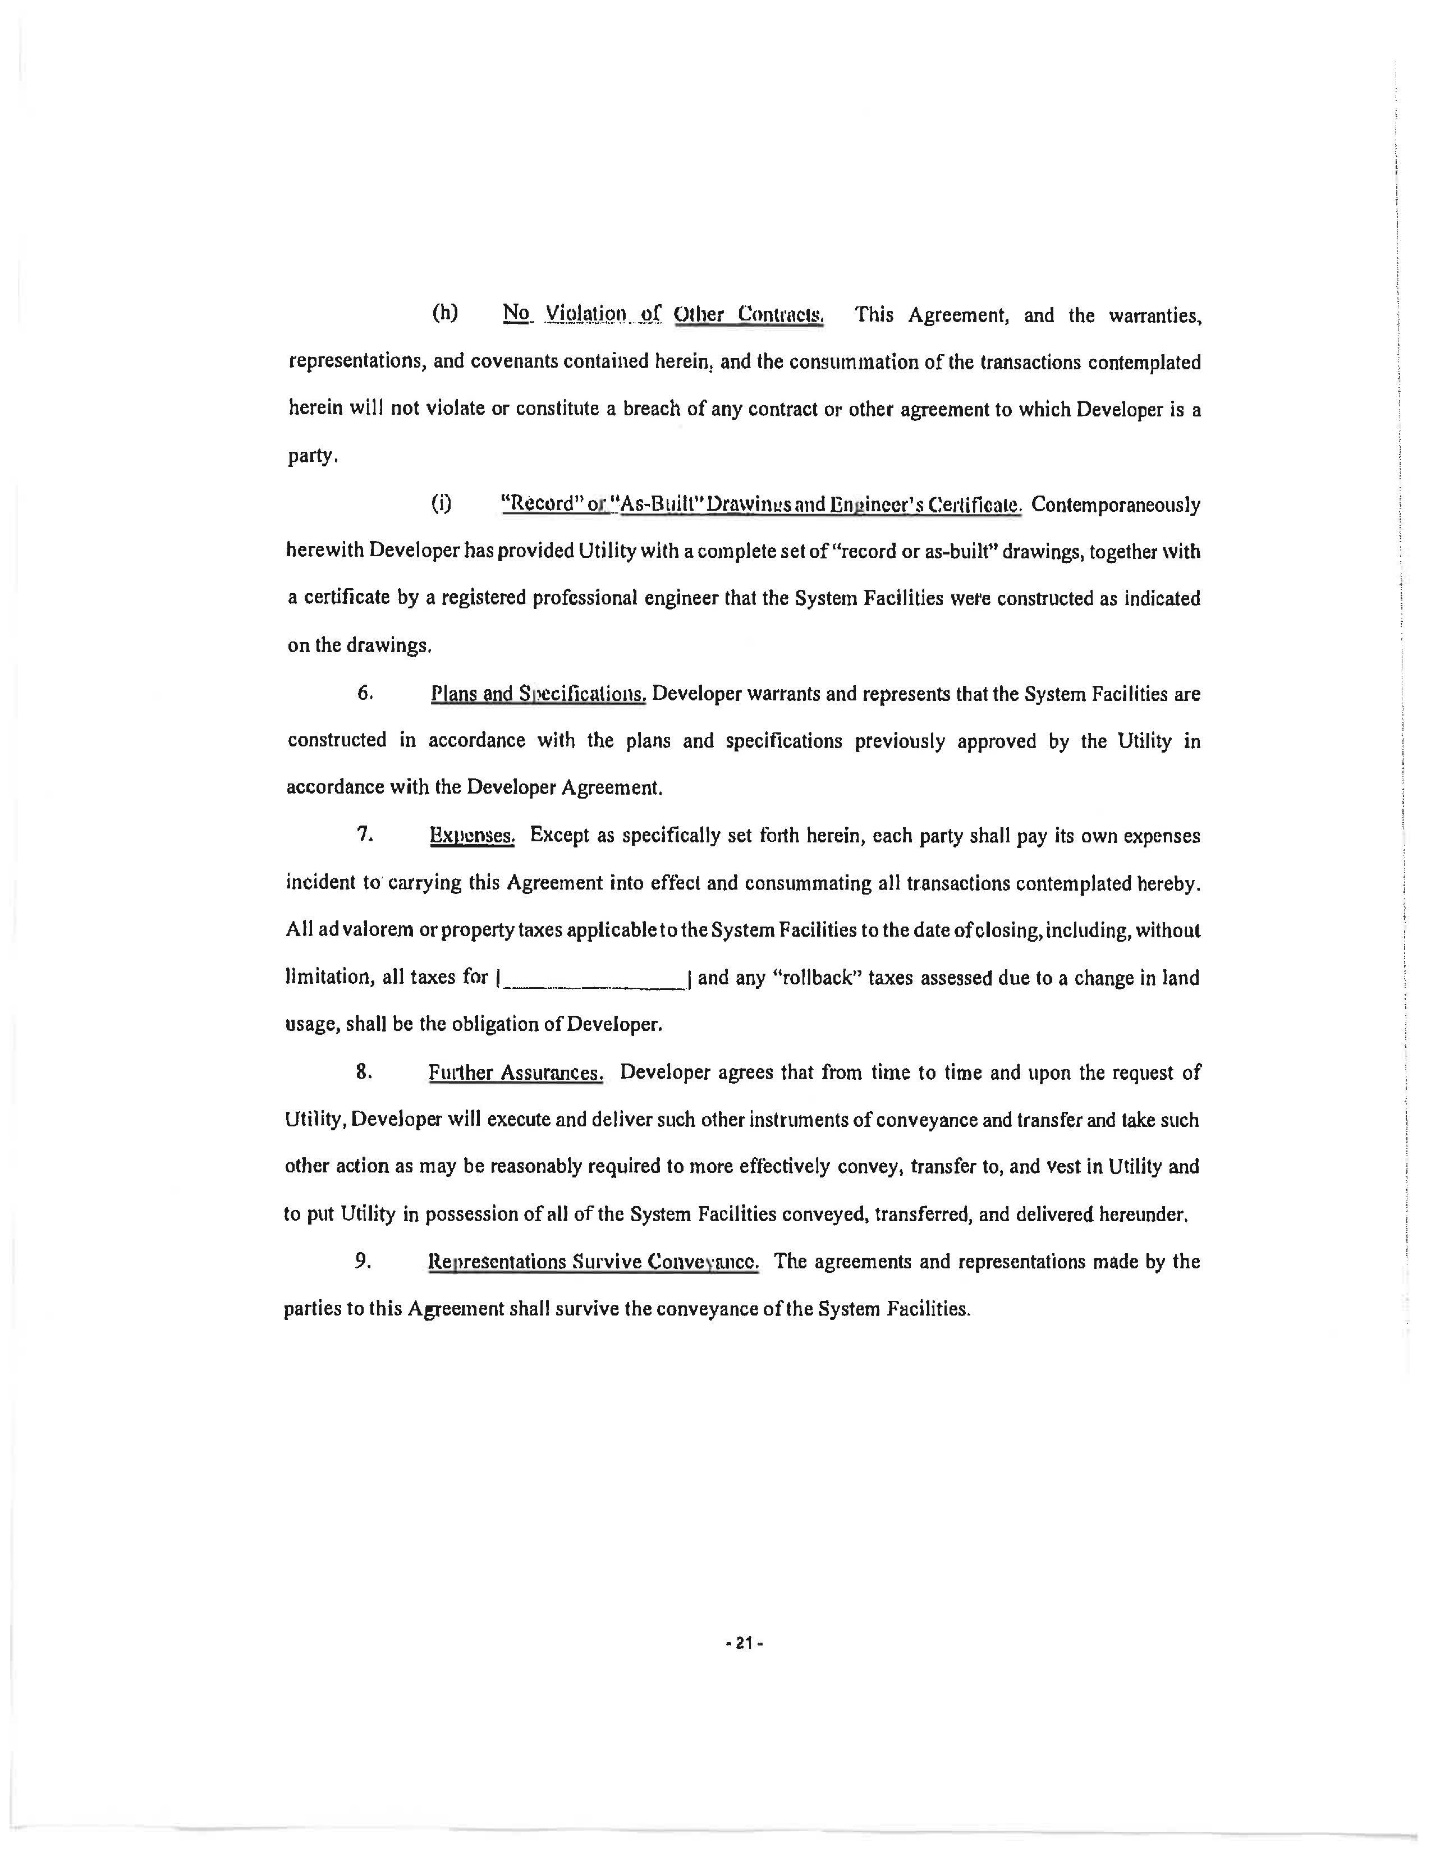 (h) No Violation of Other Contracts. This Agreement, and the warranties,
representations, and covenants contained herein, and the consummation of the transactions contemplated
herein will not violate or constitute a breach of any contract or other agreement to which Developer is a
party.
(i) “Record” or “As-Built” Drawings and Engineer's Certificate. Contemporaneously
herewith Developer has provided Utility with a complete set of “record or as-built” drawings, together with
a certificate by a registered professional engineer that the System Facilities were constructed as indicated
on the drawings.
6. Plans and Specifications. Developer warrants and represents that the System Facilities are
constructed in accordance with the plans and specifications previously approved by the Utility in
accordance with the Developer Agreement.
7. Expenses. Except as specifically set forth herein, each party shall pay its own expenses
incident to carrying this Agreement into effect and consummating all transactions contemplated hereby.
All ad valorem or property taxes applicable to the System Facilities to the date of closing, including, without
limitation, all taxes for [________________] and any “rollback” taxes assessed due to a change in land
usage, shall be the obligation of Developer.
8. Further Assurances. Developer agrees that from time to time and upon the request of
Utility, Developer will execute and deliver such other instruments of conveyance and transfer and take such
other action as may be reasonably required to more effectively convey, transfer to, and vest in Utility and
to put Utility in possession of all of the System Facilities conveyed, transferred, and delivered hereunder.
9. Representations Survive Conveyance. The agreements and representations made by the
parties to this Agreement shall survive the conveyance of the System Facilities.
- 21 -